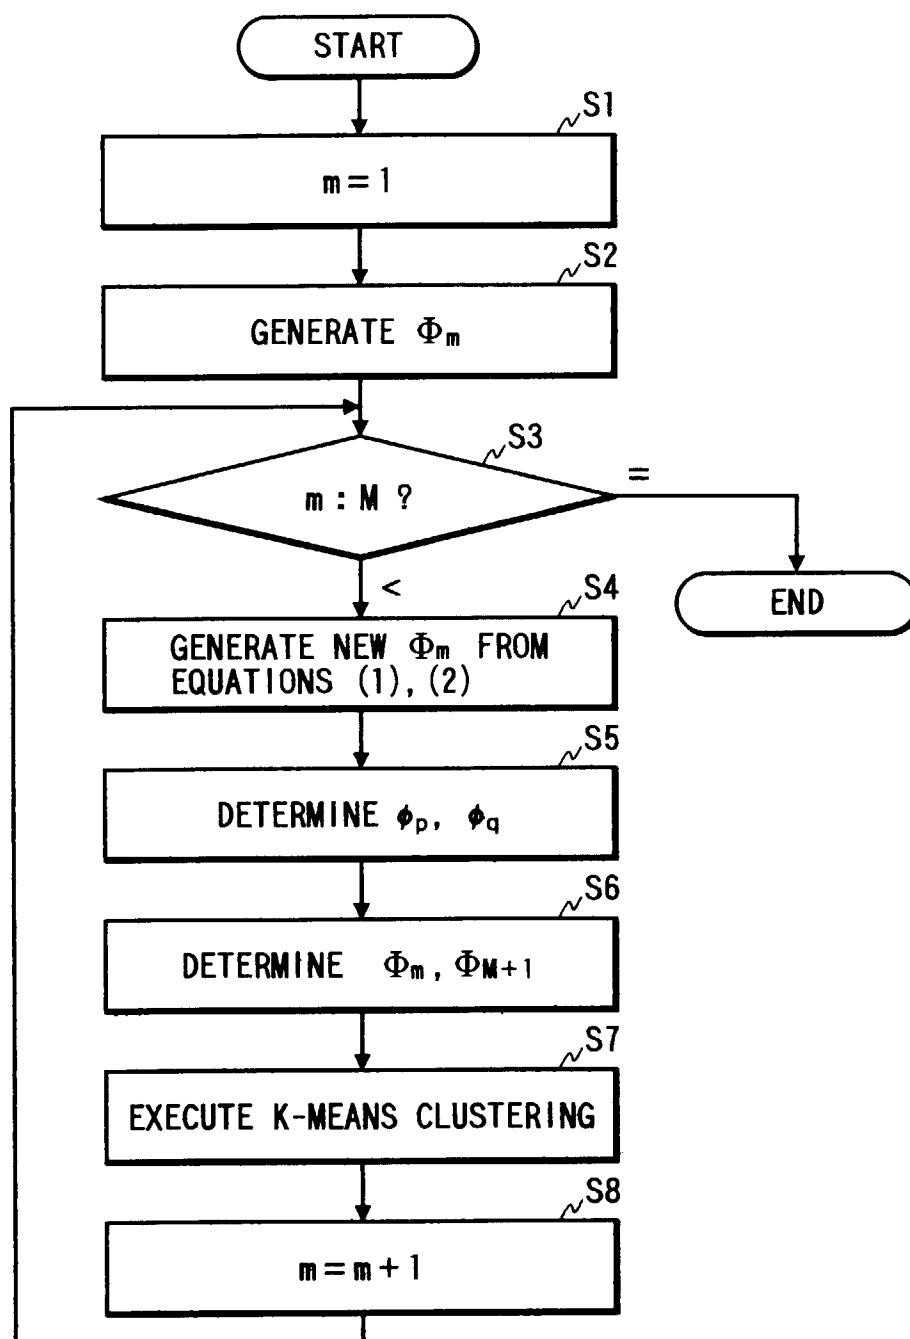 START
S1
m = 1
S2
GENERATE Φm
S3
m : M ?
=
<
END
S4
GENERATE NEW Φm FROM
EQUATIONS (1), (2)
S5
DETERMINE ϕp, ϕq
S6
DETERMINE Φm, ΦM+1
S7
EXECUTE K-MEANS CLUSTERING
S8
m = m + 1